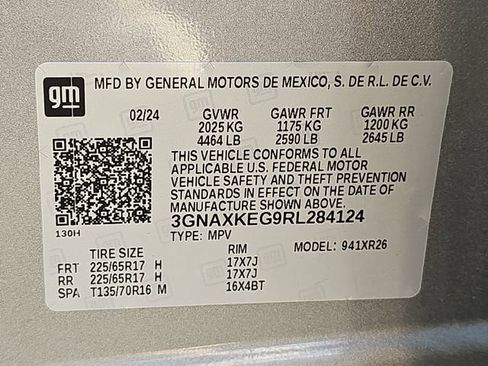 gm MFD BY GENERAL MOTORS DE MEXICO, S. DE R.L. DE C.V.
02/24 GVWR GAWR FRT GAWR RR
2025 KG 1175 KG 1200 KG
4464 LB 2590 LB 2645 LB
THIS VEHICLE CONFORMS TO ALL
APPLICABLE U.S. FEDERAL MOTOR
VEHICLE SAFETY AND THEFT PREVENTION
STANDARDS IN EFFECT ON THE DATE OF
MANUFACTURE SHOWN ABOVE.
3GNAXKEG9RL284124
130H TYPE: MPV
TIRE SIZE RIM MODEL: 941XR26
FRT 225/65R17 H 17X7J
RR 225/65R17 H 17X7J
SPA T135/70R16 M 16X4BT